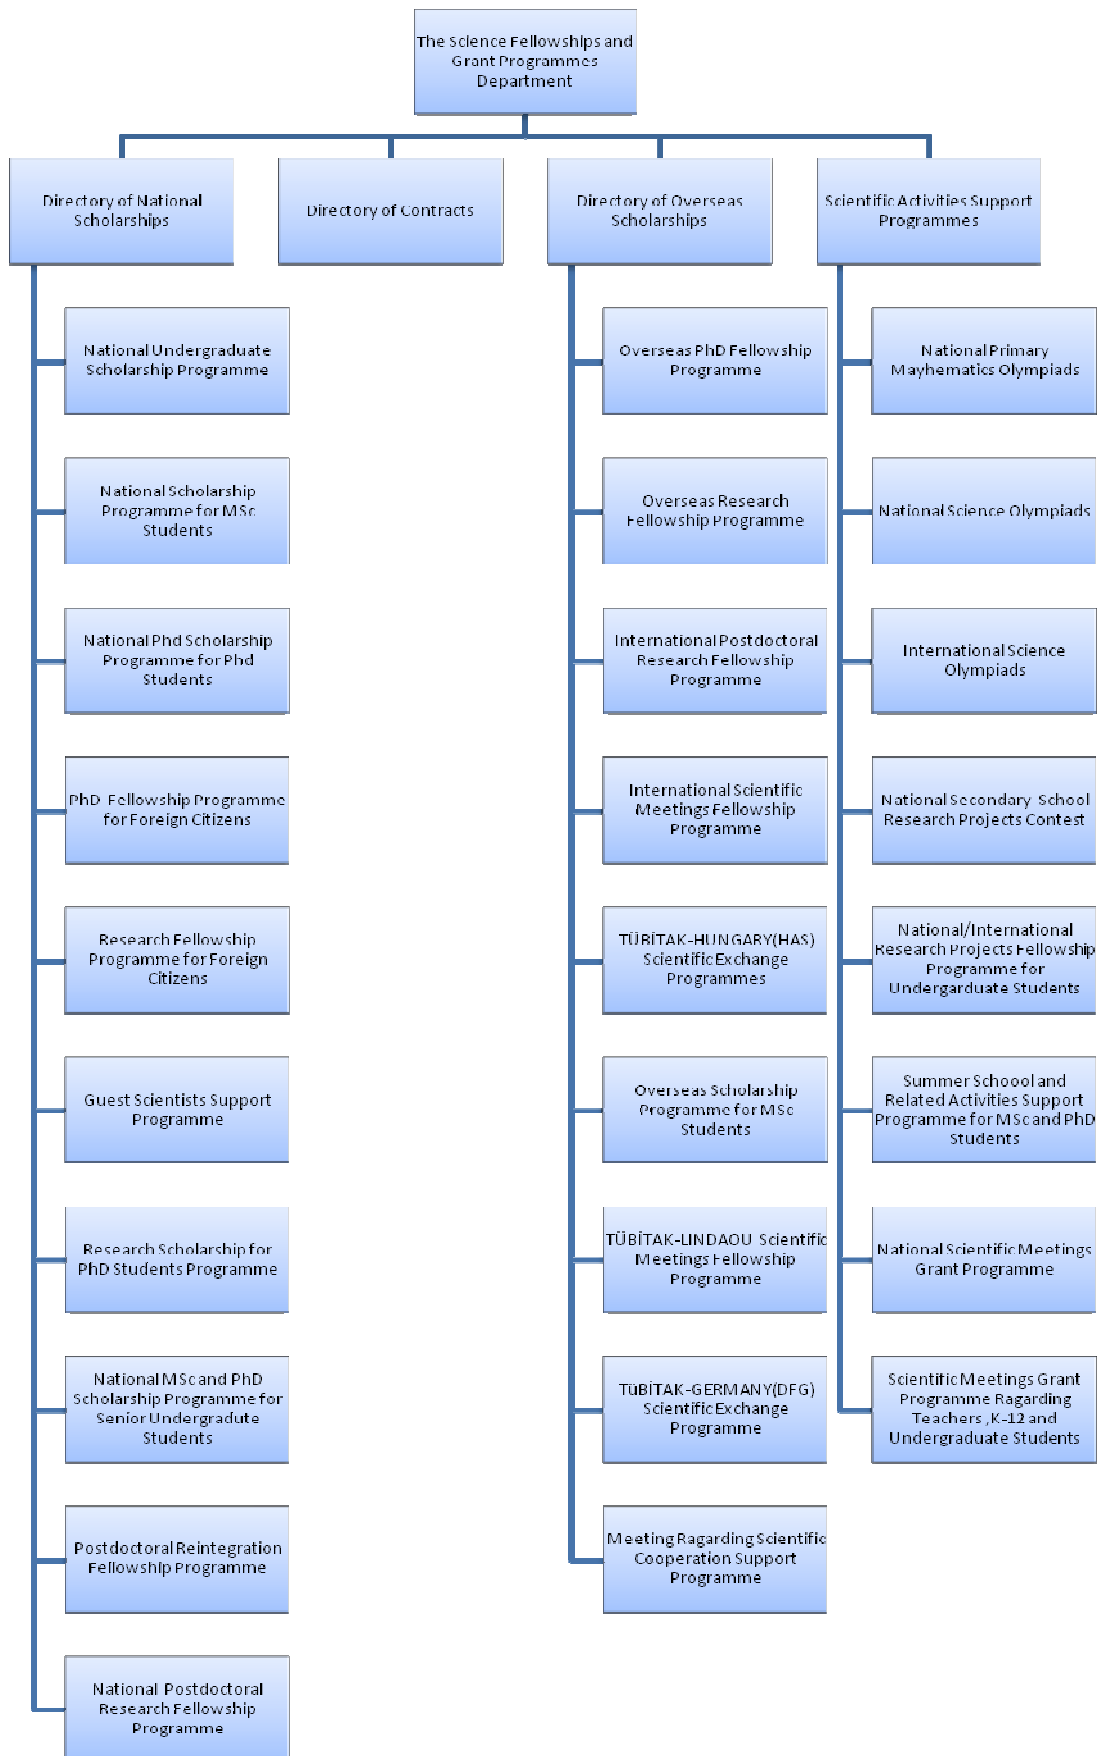 The Science Fellowships and
Grant Programmes
Department
Directory of National
Scholarships
Directory of Contracts
Directory of Overseas
Scholarships
Scientific Activities Support
Programmes
National Undergraduate
Scholarship Programme
National Scholarship
Programme for MSc
Students
National Phd Scholarship
Programme for Phd
Students
PhD Fellowship Programme
for Foreign Citizens
Research Fellowship
Programme for Foreign
Citizens
Guest Scientists Support
Programme
Research Scholarship for
PhD Students Programme
National MSc and PhD
Scholarship Programme for
Senior Undergradute
Students
Postdoctoral Reintegration
Fellowship Programme
National Postdoctoral
Research Fellowship
Programme
Overseas PhD Fellowship
Programme
Overseas Research
Fellowship Programme
International Postdoctoral
Research Fellowship
Programme
International Scientific
Meetings Fellowship
Programme
TÜBİTAK-HUNGARY(HAS)
Scientific Exchange
Programmes
Overseas Scholarship
Programme for MSc
Students
TÜBİTAK-LINDAOU Scientific
Meetings Fellowship
Programme
TüBİTAK-GERMANY(DFG)
Scientific Exchange
Programme
Meeting Ragarding Scientific
Cooperation Support
Programme
National Primary
Mayhematics Olympiads
National Science Olympiads
International Science
Olympiads
National Secondary School
Research Projects Contest
National/International
Research Projects Fellowship
Programme for
Undergarduate Students
Summer Schoool and
Related Activities Support
Programme for MSc and PhD
Students
National Scientific Meetings
Grant Programme
Scientific Meetings Grant
Programme Ragarding
Teachers ,K-12 and
Undergraduate Students